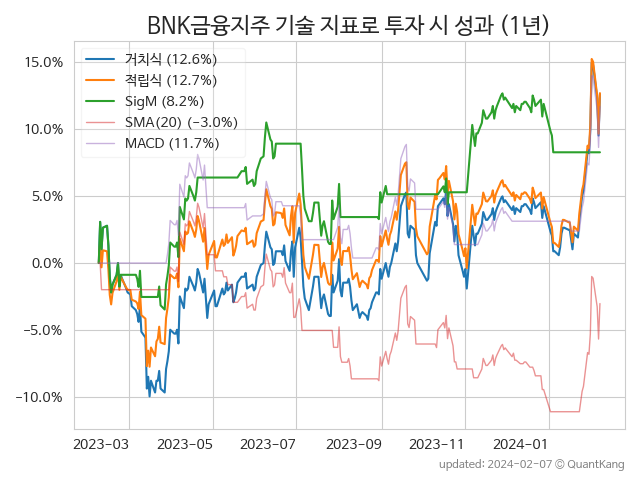 BNK금융지주 기술 지표로 투자 시 성과 (1년)
거치식 (12.6%)
적립식 (12.7%)
SigM (8.2%)
SMA(20) (−3.0%)
MACD (11.7%)
15.0%
10.0%
5.0%
0.0%
−5.0%
−10.0%
2023-03 2023-05 2023-07 2023-09 2023-11 2024-01
updated: 2024-02-07 © QuantKang